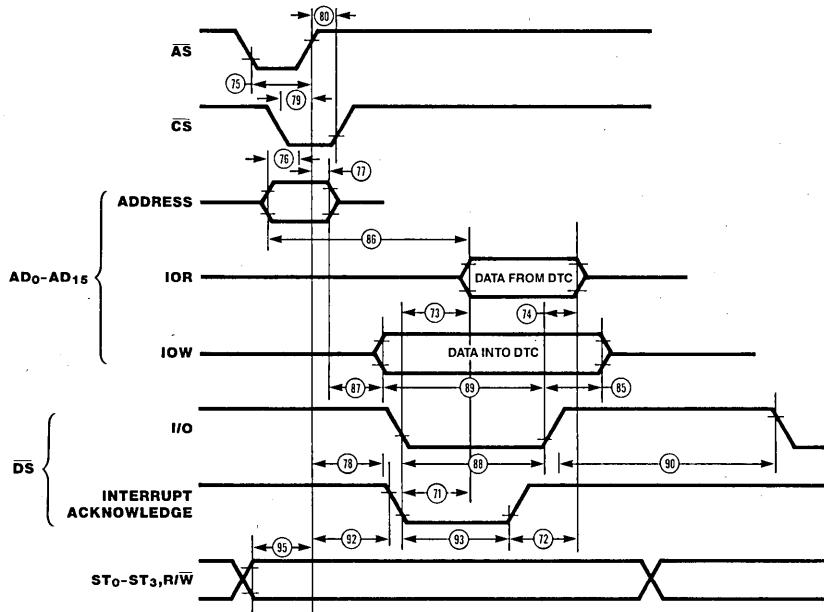 80
AS
75
79
CS
76
77
ADDRESS
86
AD0-AD15
IOR
DATA FROM DTC
73
74
IOW
DATA INTO DTC
87
89
85
I/O
DS
78
88
90
71
INTERRUPT
ACKNOWLEDGE
95
92
93
72
ST0-ST3,R/W